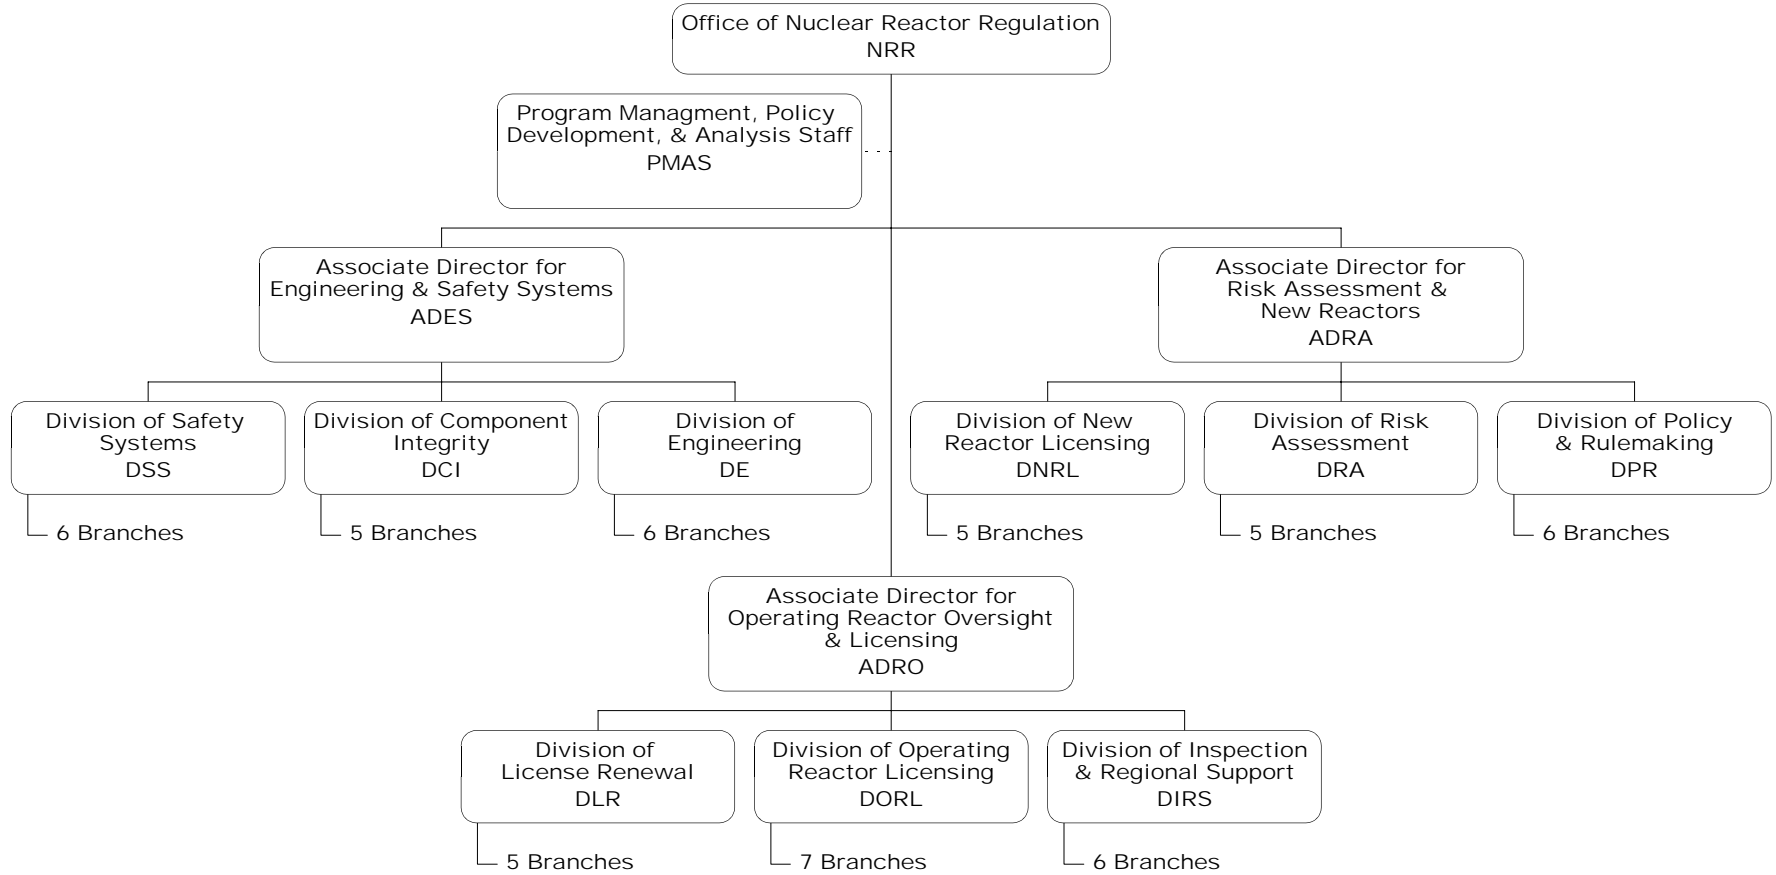 Office of Nuclear Reactor Regulation
NRR
Program Managment, Policy
Development, & Analysis Staff
PMAS
Associate Director for
Engineering & Safety Systems
ADES
Associate Director for
Risk Assessment &
New Reactors
ADRA
Division of Safety
Systems
DSS
6 Branches
Division of Component
Integrity
DCI
5 Branches
Division of
Engineering
DE
6 Branches
Division of New
Reactor Licensing
DNRL
5 Branches
Division of Risk
Assessment
DRA
5 Branches
Division of Policy
& Rulemaking
DPR
6 Branches
Associate Director for
Operating Reactor Oversight
& Licensing
ADRO
Division of
License Renewal
DLR
5 Branches
Division of Operating
Reactor Licensing
DORL
7 Branches
Division of Inspection
& Regional Support
DIRS
6 Branches